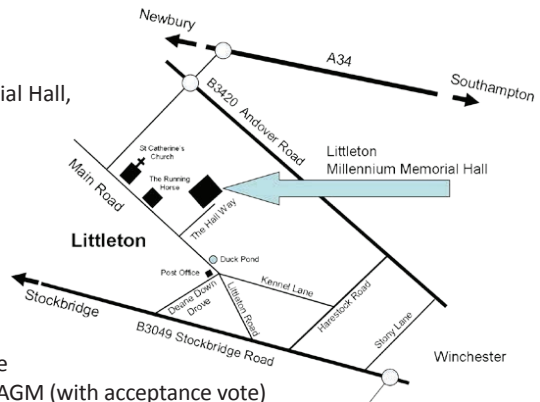 Newbury
A34
Southampton
ial Hall,
B3420 Andover Road
St Catherine's
Church
The Running
Horse
Littleton
Millennium Memorial Hall
Main Road
The Hall Way
Littleton
Duck Pond
Post Office
Kennel Lane
Deane Down
Drove
Littleton Road
Harestock Road
Stony Lane
Stockbridge
B3049 Stockbridge Road
Winchester
e
AGM (with acceptance vote)